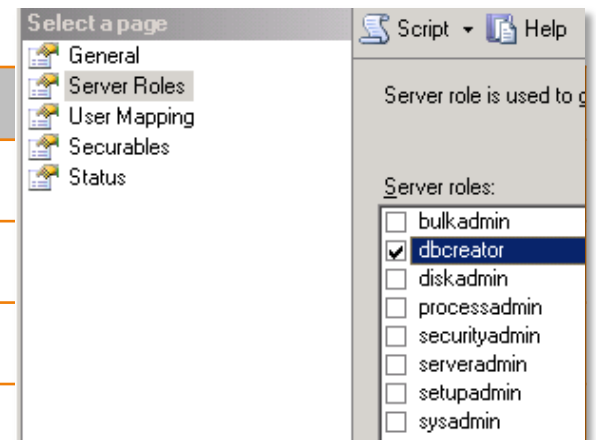 Select a page
General
Server Roles
User Mapping
Securables
Status
Script Help
Server role is used to g
Server roles:
bulkadmin
dbcreator
diskadmin
processadmin
securityadmin
serveradmin
setupadmin
sysadmin